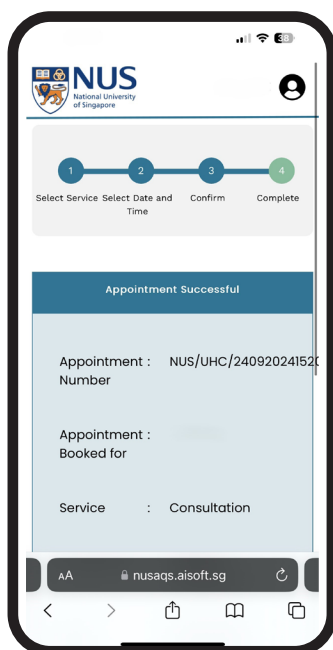 38
NUS
National University
of Singapore
1 2 3 4
Select Service Select Date and Time Confirm Complete
Appointment Successful
Appointment Number : NUS/UHC/24092024152
Appointment Booked for :
Service : Consultation
AA nusaqs.aisoft.sg